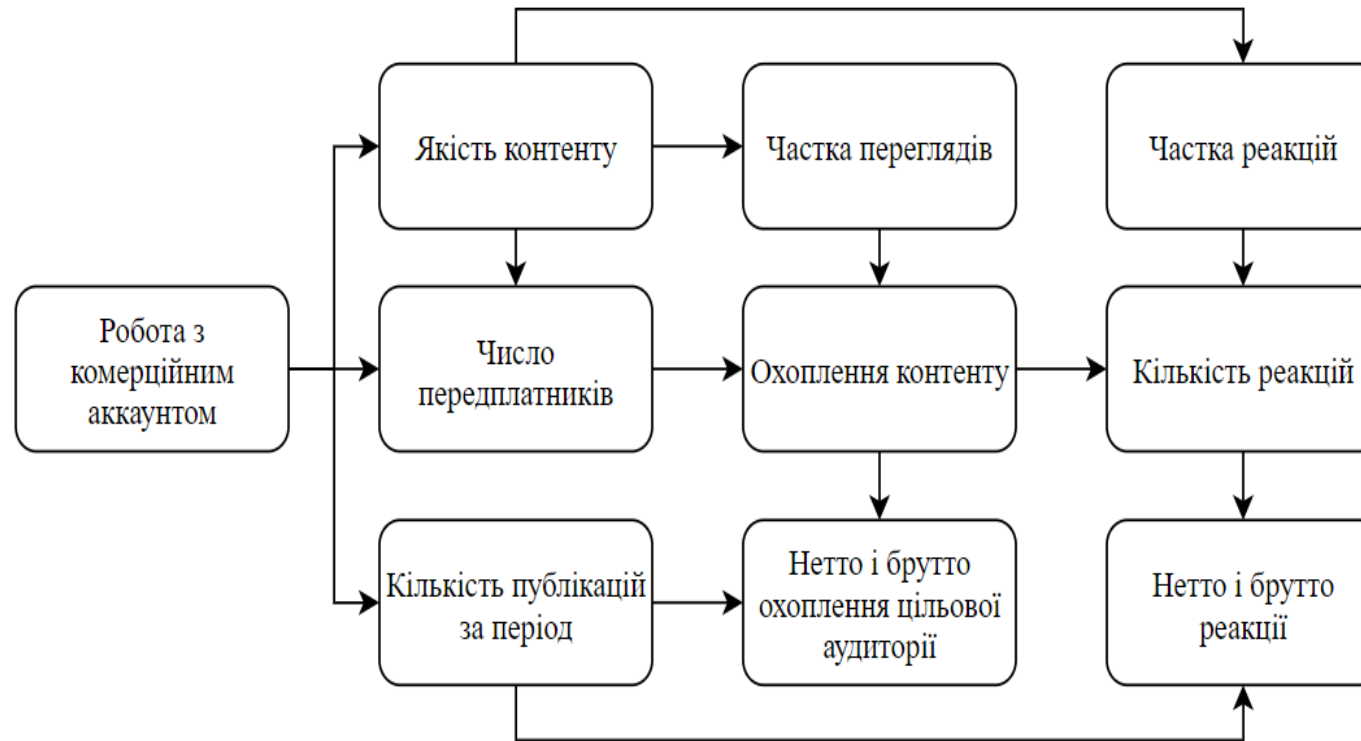 Якість контенту
Частка переглядів
Частка реакцій
Робота з
комерційним
аккаунтом
Число
передплатників
Охоплення контенту
Кількість реакцій
Кількість публікацій
за період
Нетто і брутто
охоплення цільової
аудиторії
Нетто і брутто
реакції